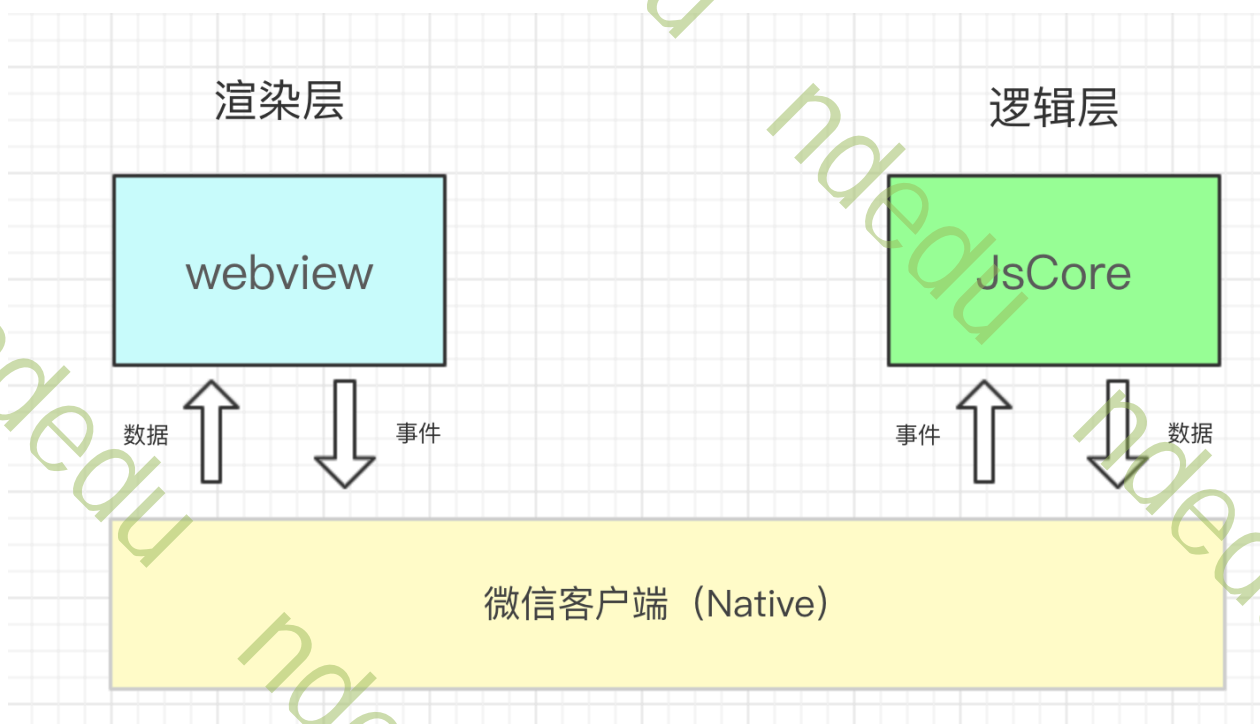 渲染层
逻辑层
webview
JsCore
数据
事件
事件
数据
微信客户端（Native）
ndedu
ndedu
ndedu